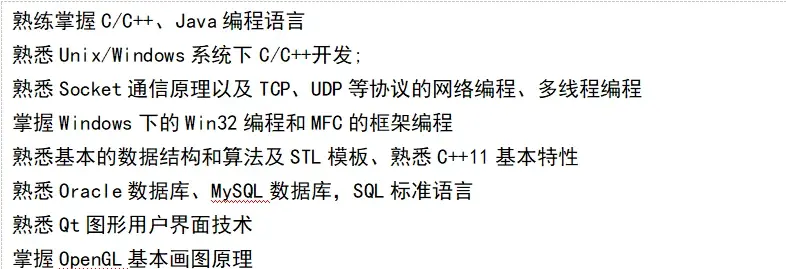 熟练掌握 C/C++、Java 编程语言
熟悉 Unix/Windows 系统下 C/C++开发;
熟悉 Socket 通信原理以及 TCP、UDP 等协议的网络编程、多线程编程
掌握 Windows 下的 Win32 编程和 MFC 的框架编程
熟悉基本的数据结构和算法及 STL 模板、熟悉 C++11 基本特性
熟悉 Oracle 数据库、MySQL 数据库，SQL 标准语言
熟悉 Qt 图形用户界面技术
掌握 OpenGL 基本画图原理